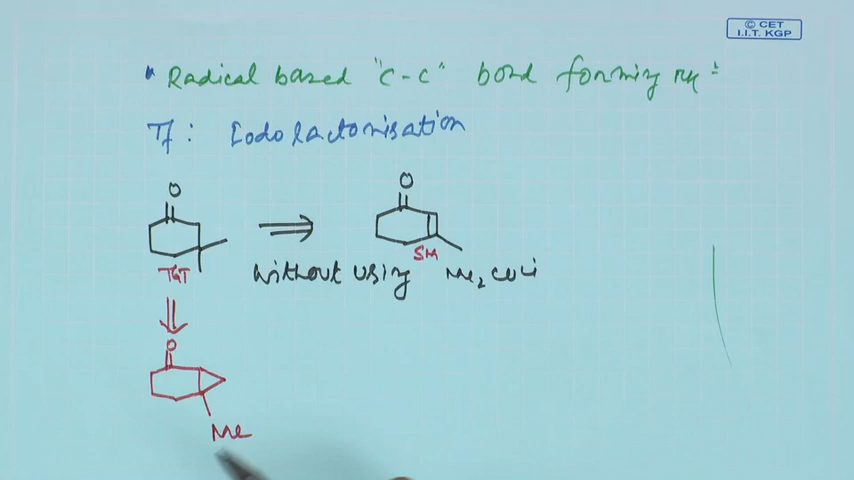 © CET
I.I.T. KGP
Radical based "C-C" bond forming rxn:
Tf: Iodolactonisation
O
O
TGT
SM
without using Me2CuLi
O
Me